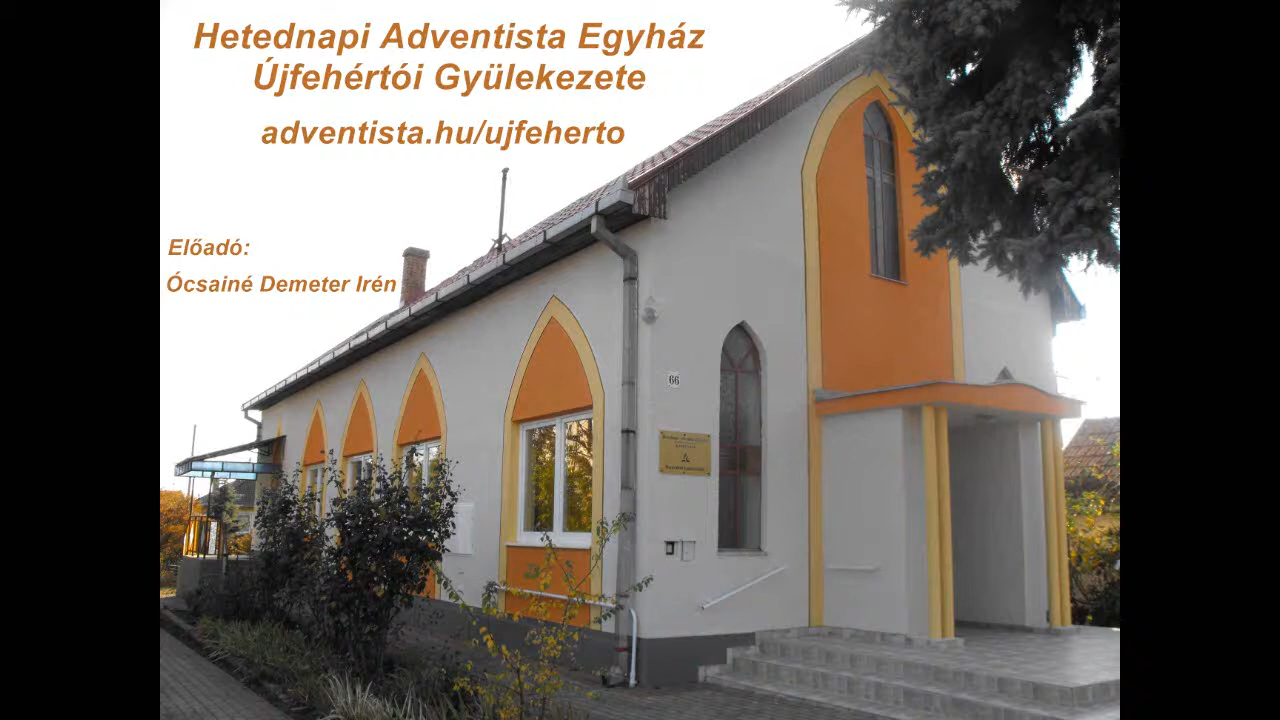 Hetednapi Adventista Egyház
Újfehértói Gyülekezete
adventista.hu/ujfeherto
Előadó:
Ócsainé Demeter Irén
66